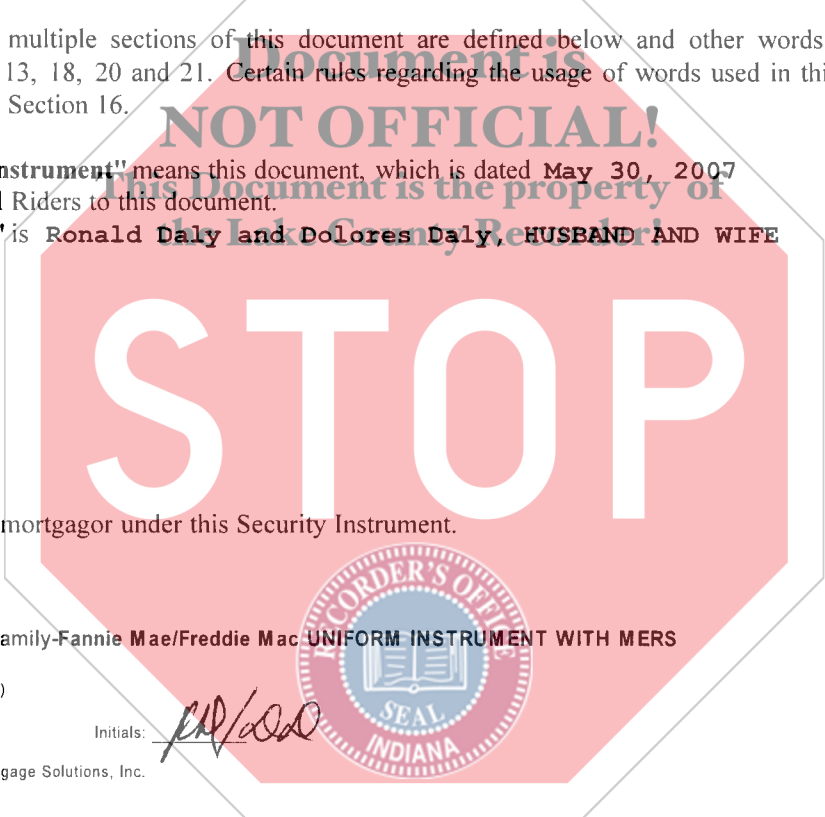 multiple sections of this document are defined below and other words
Document is
13, 18, 20 and 21. Certain rules regarding the usage of words used in thi
Section 16.
NOT OFFICIAL!
nstrument" means this document, which is dated May 30, 2007
This Document is the property of
Riders to this document.
the Lake County Recorder!
" is Ronald Daly and Dolores Daly, HUSBAND AND WIFE
STOP
mortgagor under this Security Instrument.
RECORDER'S OFFICE
amily-Fannie Mae/Freddie Mac UNIFORM INSTRUMENT WITH MERS
)
SEAL
Initials:
INDIANA
gage Solutions, Inc.